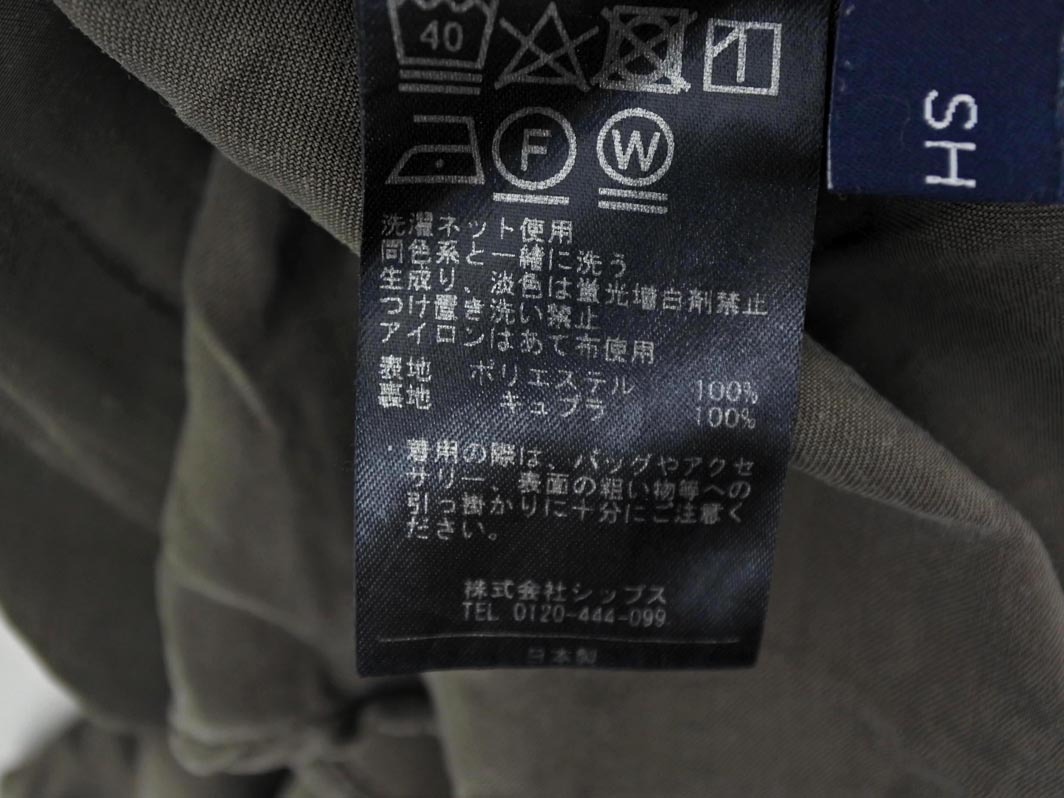 40
F W
洗濯ネット使用
同色系と一緒に洗う
生成り、淡色は蛍光増白剤禁止
つけ置き洗い禁止
アイロンはあて布使用
表地 ポリエステル 100%
裏地 キュプラ 100%
着用の際は、バッグやアクセ
サリー、表面の粗い物等への
引っ掛かりに十分にご注意く
ださい。
株式会社シップス
TEL 0120-444-099
日本製
SH